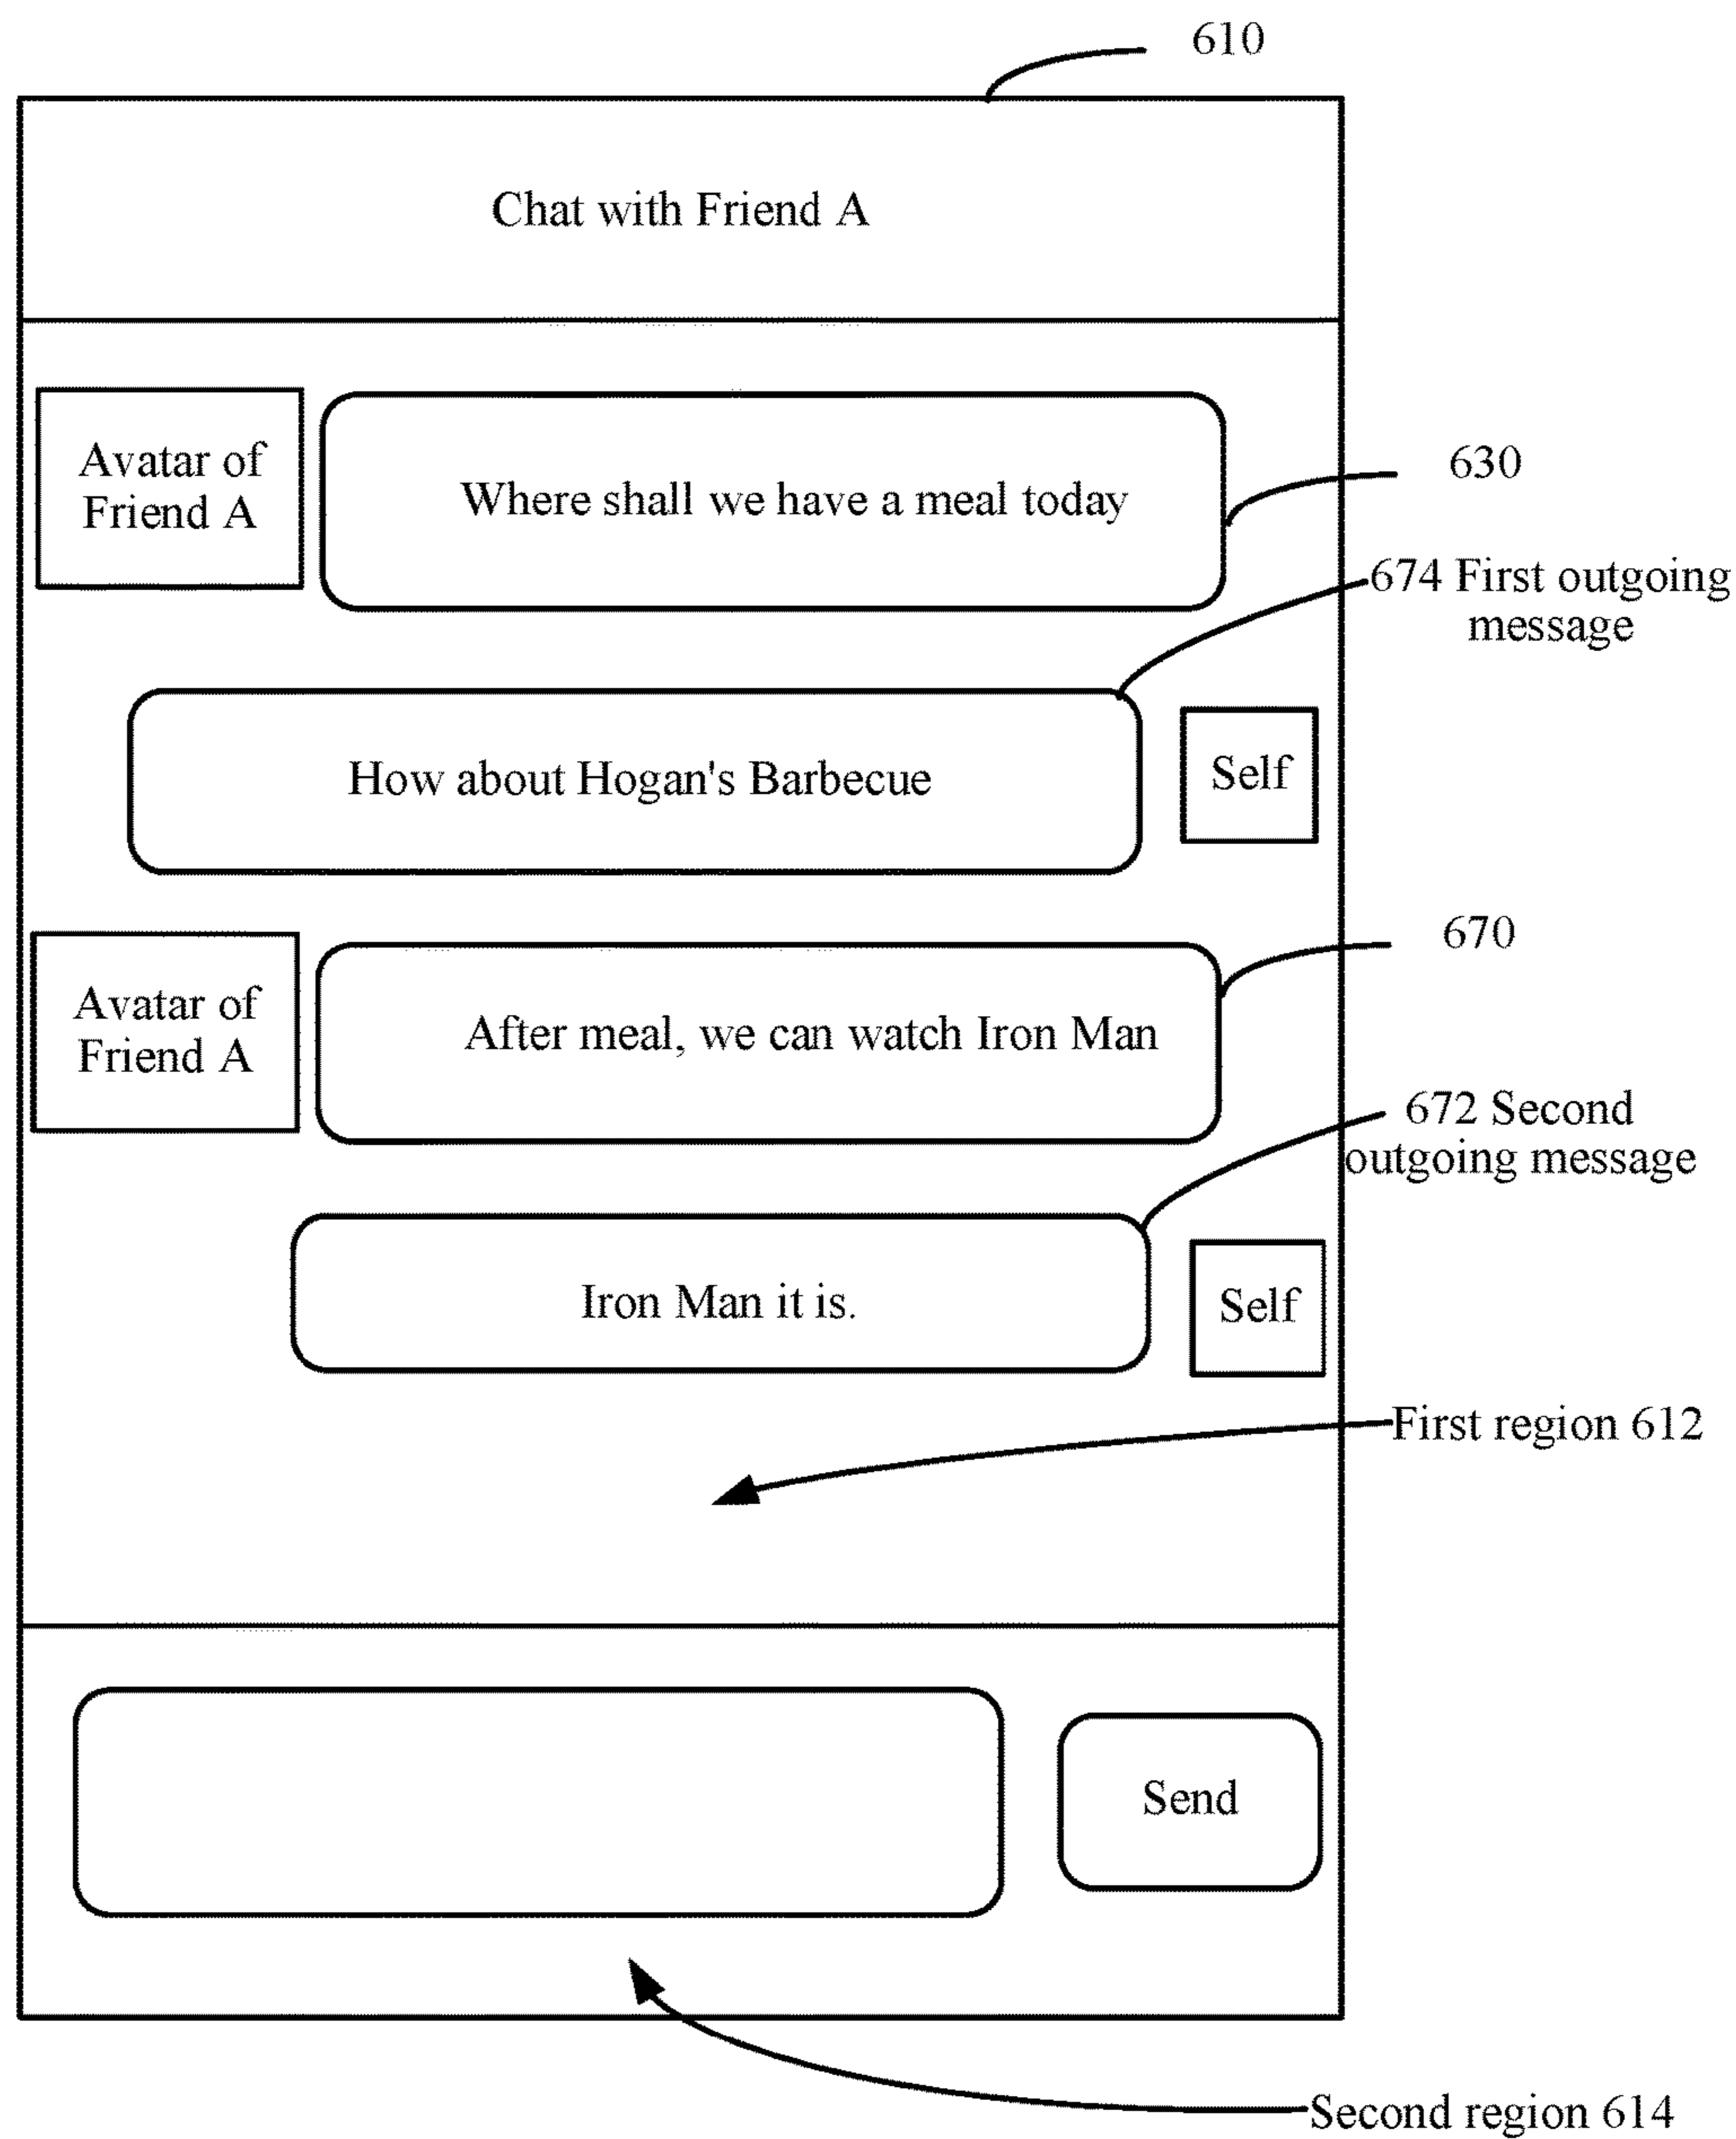 610
Chat with Friend A
Avatar of
Friend A
Where shall we have a meal today
630
674 First outgoing
message
How about Hogan's Barbecue
Self
670
Avatar of
Friend A
After meal, we can watch Iron Man
672 Second
outgoing message
Iron Man it is.
Self
First region 612
Send
Second region 614